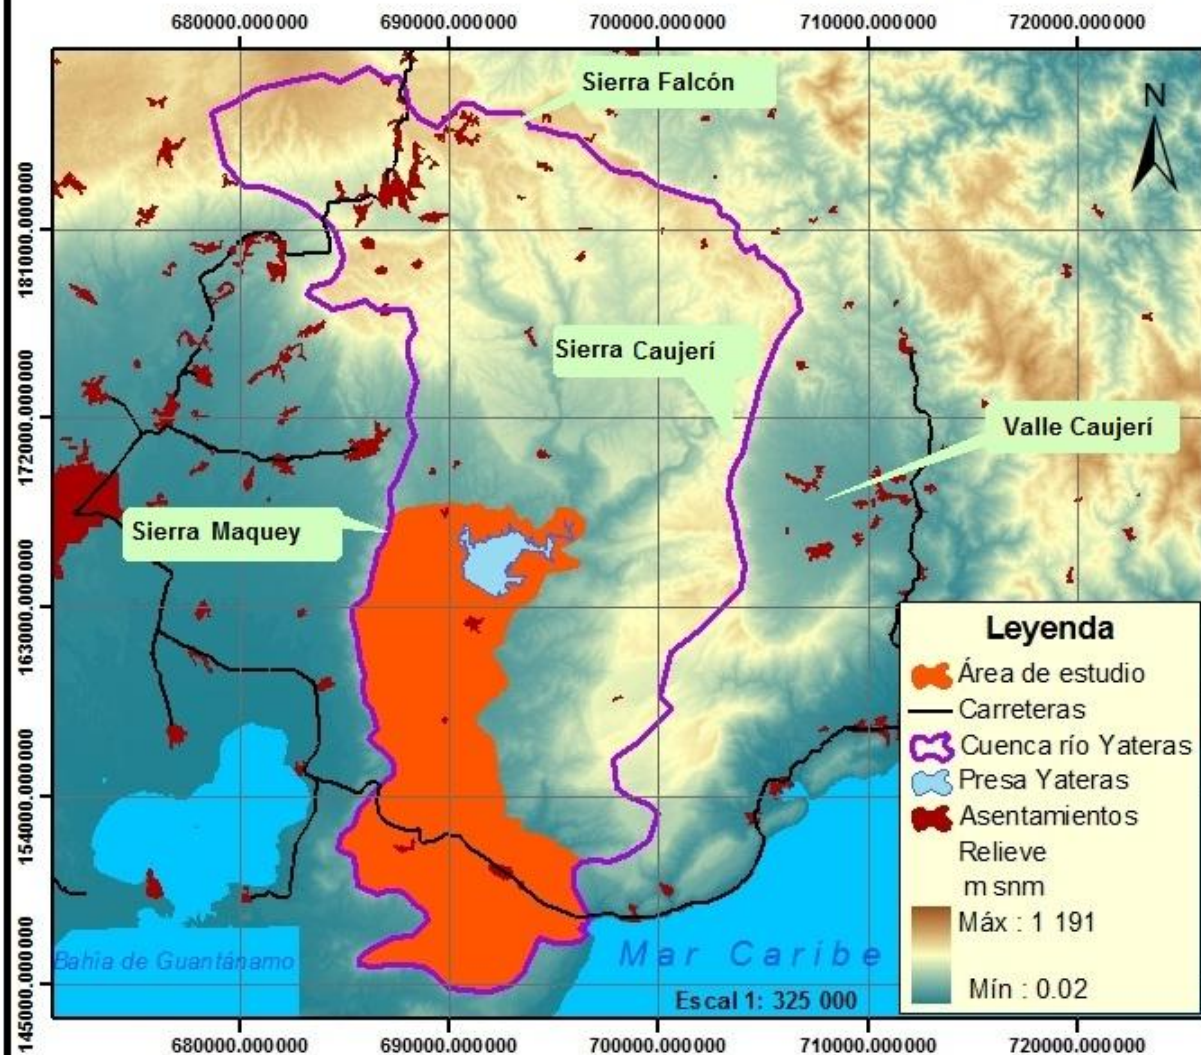 680000.000000 690000.000000 700000.000000 710000.000000 720000.000000
N
Sierra Falcón
181000.000000
Sierra Caujerí
172000.000000
Valle Caujerí
Sierra Maquey
163000.000000
Leyenda
Área de estudio
Carreteras
Cuenca río Yateras
Presa Yateras
Asentamientos
Relieve
m snm
Máx : 1 191
Mín : 0.02
154000.000000
Bahia de Guantánamo
Mar Caribe
Escal 1: 325 000
145000.000000
680000.000000 690000.000000 700000.000000 710000.000000 720000.000000